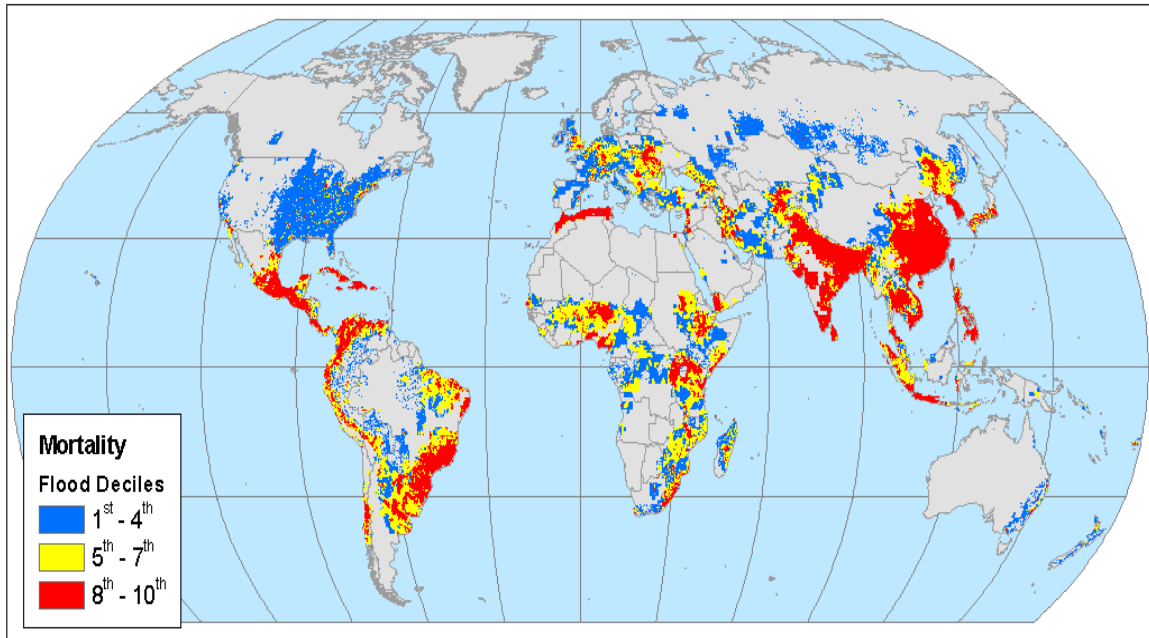 Mortality
Flood Deciles
1st - 4th
5th - 7th
8th - 10th